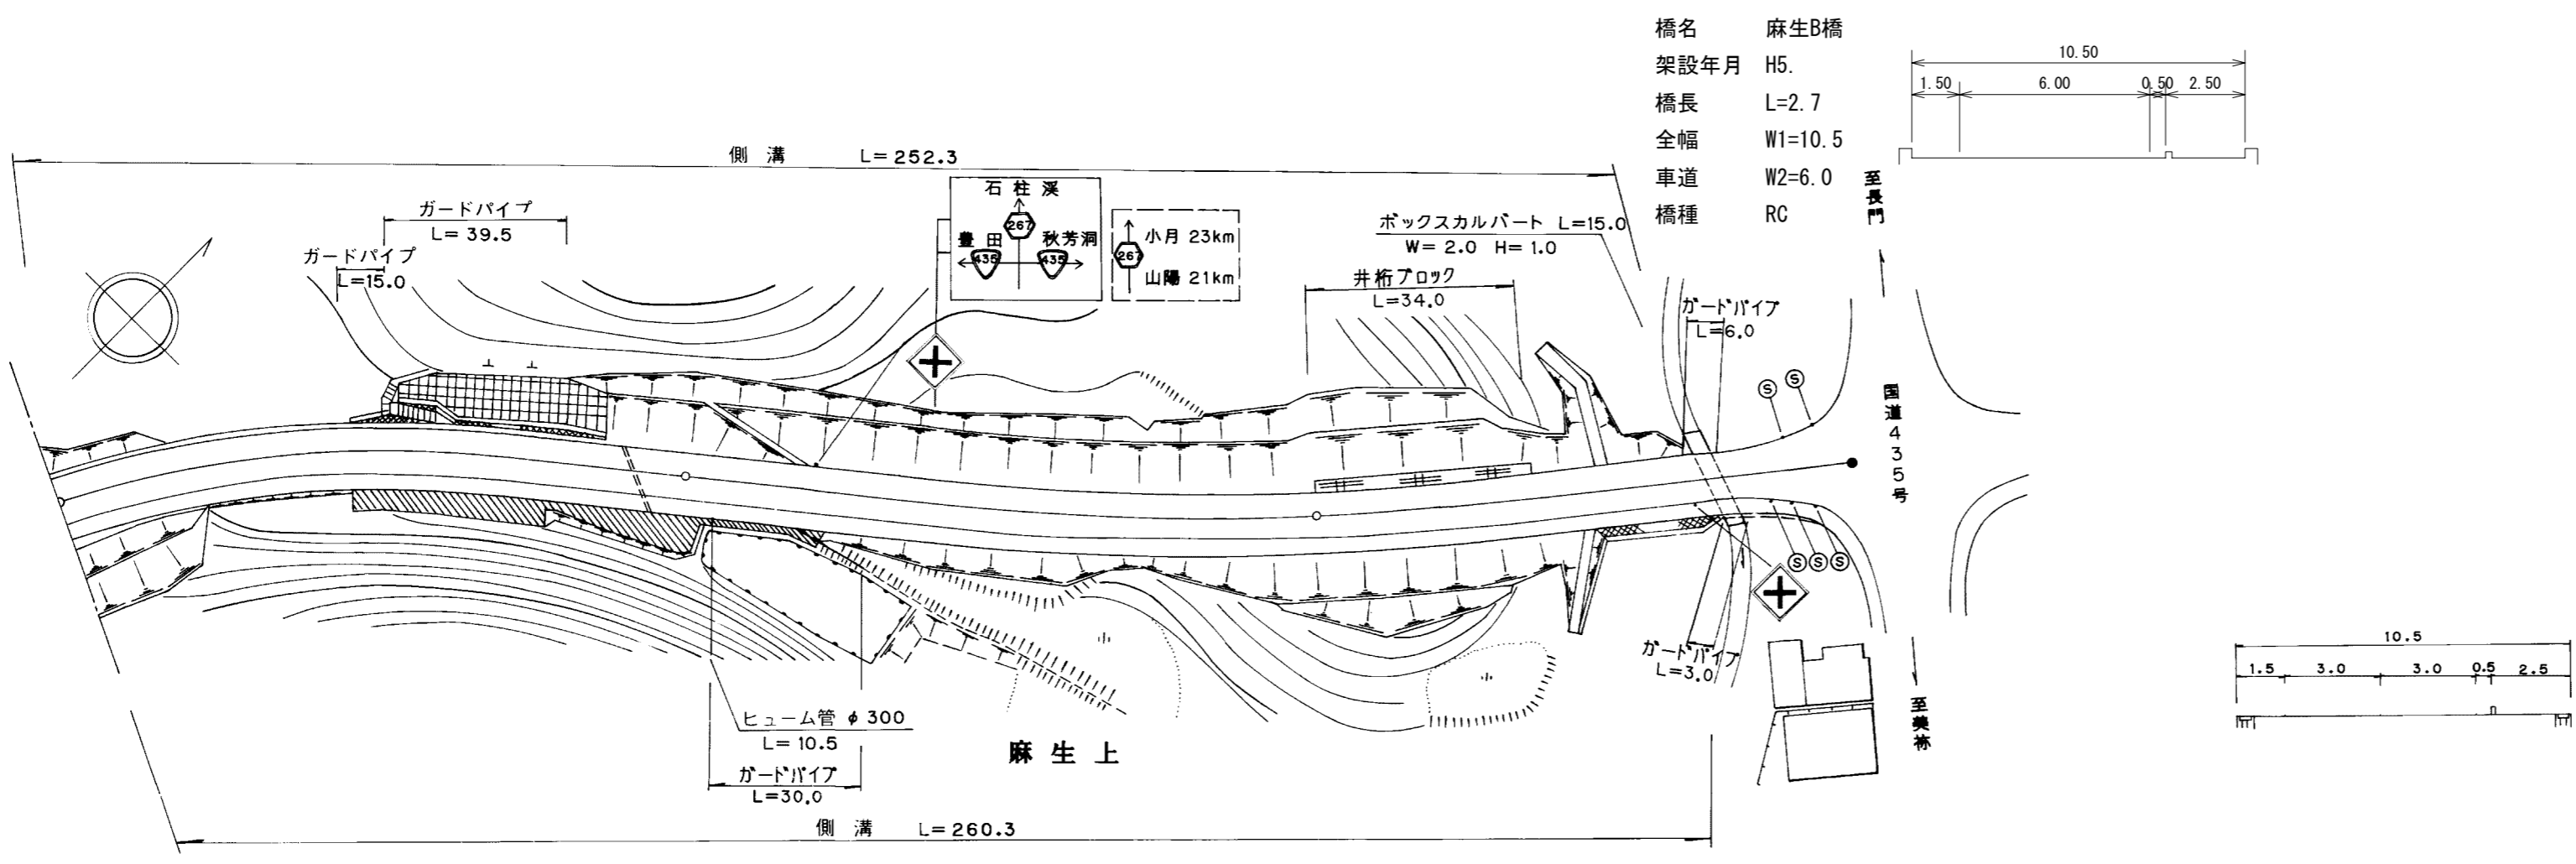 橋名 麻生B橋
架設年月 H5.
橋長 L=2.7
全幅 W1=10.5
車道 W2=6.0
橋種 RC
10.50
1.50 6.00 0.50 2.50
側溝 L=252.3
ガードパイプ
L=39.5
ガードパイプ
L=15.0
石柱渓
267
豊田 秋芳洞
435 435
267
小月 23km
山陽 21km
ボックスカルバート L=15.0
W=2.0 H=1.0
井桁ブロック
L=34.0
ガードパイプ
L=6.0
至長門
国道435号
至美祢
S S
S S S
ガードパイプ
L=3.0
ヒューム管 φ300
L=10.5
ガードパイプ
L=30.0
麻生上
側溝 L=260.3
10.5
1.5 3.0 3.0 0.5 2.5